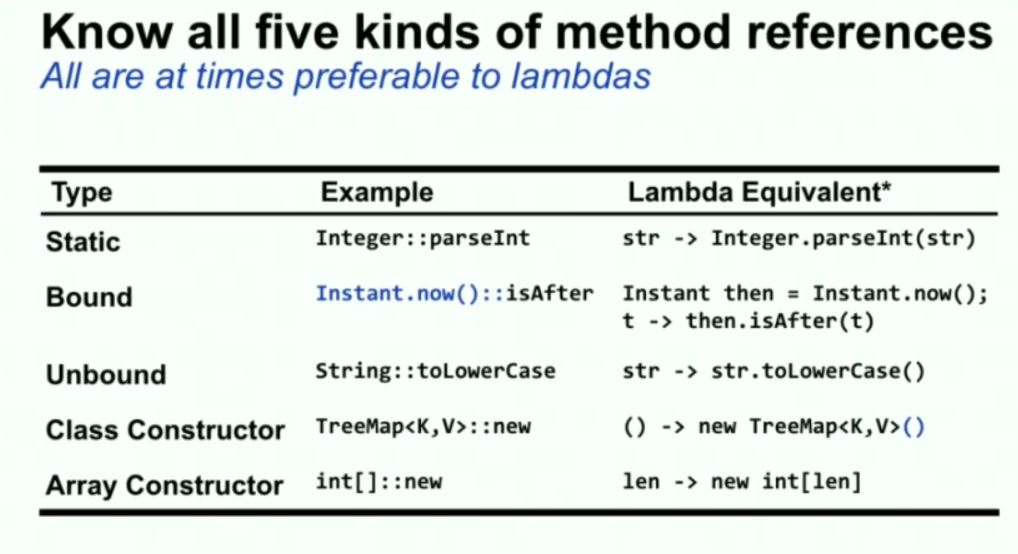 Know all five kinds of method references
All are at times preferable to lambdas
Type Example Lambda Equivalent*
Static Integer::parseInt str -> Integer.parseInt(str)
Bound Instant.now()::isAfter Instant then = Instant.now();
t -> then.isAfter(t)
Unbound String::toLowerCase str -> str.toLowerCase()
Class Constructor TreeMap<K,V>::new () -> new TreeMap<K,V>()
Array Constructor int[]::new len -> new int[len]